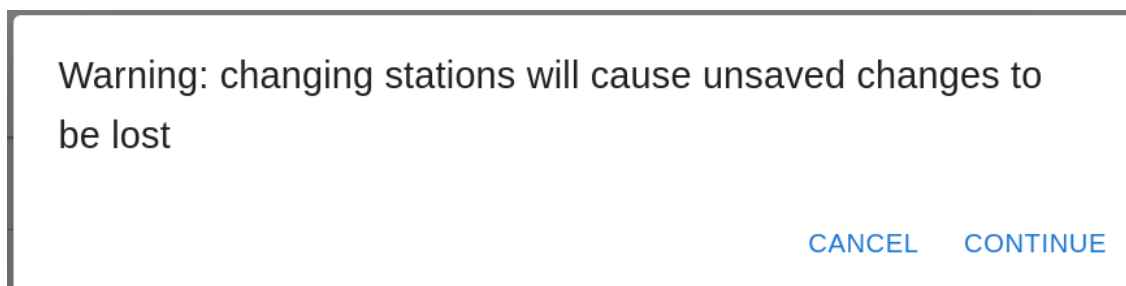 Warning: changing stations will cause unsaved changes to
be lost
CANCEL CONTINUE